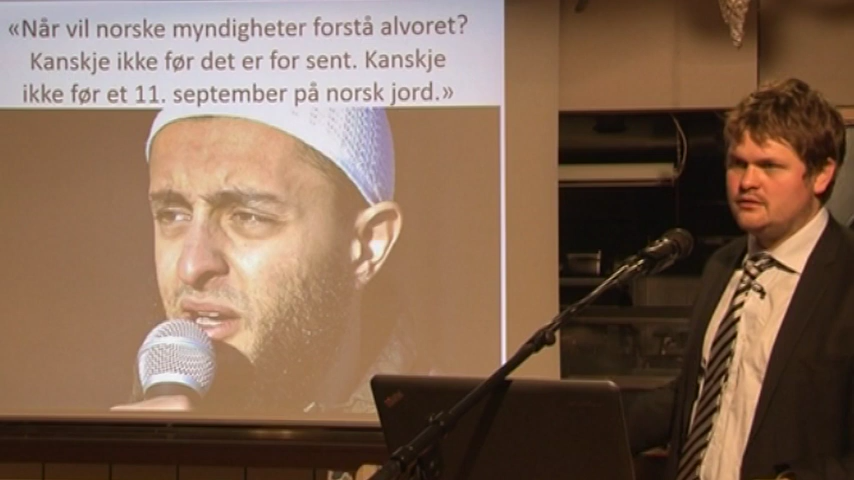 «Når vil norske myndigheter forstå alvoret?
Kanskje ikke før det er for sent. Kanskje
ikke før et 11. september på norsk jord.»